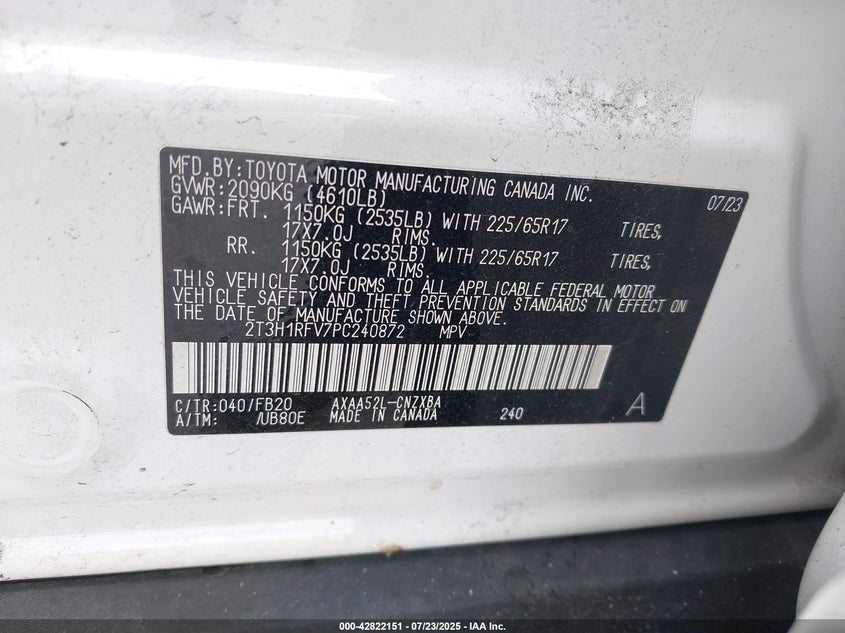 MFD.BY:TOYOTA MOTOR MANUFACTURING CANADA INC. 07/23
GVWR:2090KG (4610LB)
GAWR:FRT. 1150KG (2535LB) WITH 225/65R17 TIRES,
17X7.0J RIMS.
RR. 1150KG (2535LB) WITH 225/65R17 TIRES,
17X7.0J RIMS.
THIS VEHICLE CONFORMS TO ALL APPLICABLE FEDERAL MOTOR
VEHICLE SAFETY AND THEFT PREVENTION STANDARDS IN EFFECT ON
THE DATE OF MANUFACTURE SHOWN ABOVE.
2T3H1RFV7PC240872 MPV
C/TR:040/FB20 AXAA52L-CNZXBA
A/TM: /UB80E MADE IN CANADA 240 A
000-42822151 | 07/23/2025 | IAA Inc.